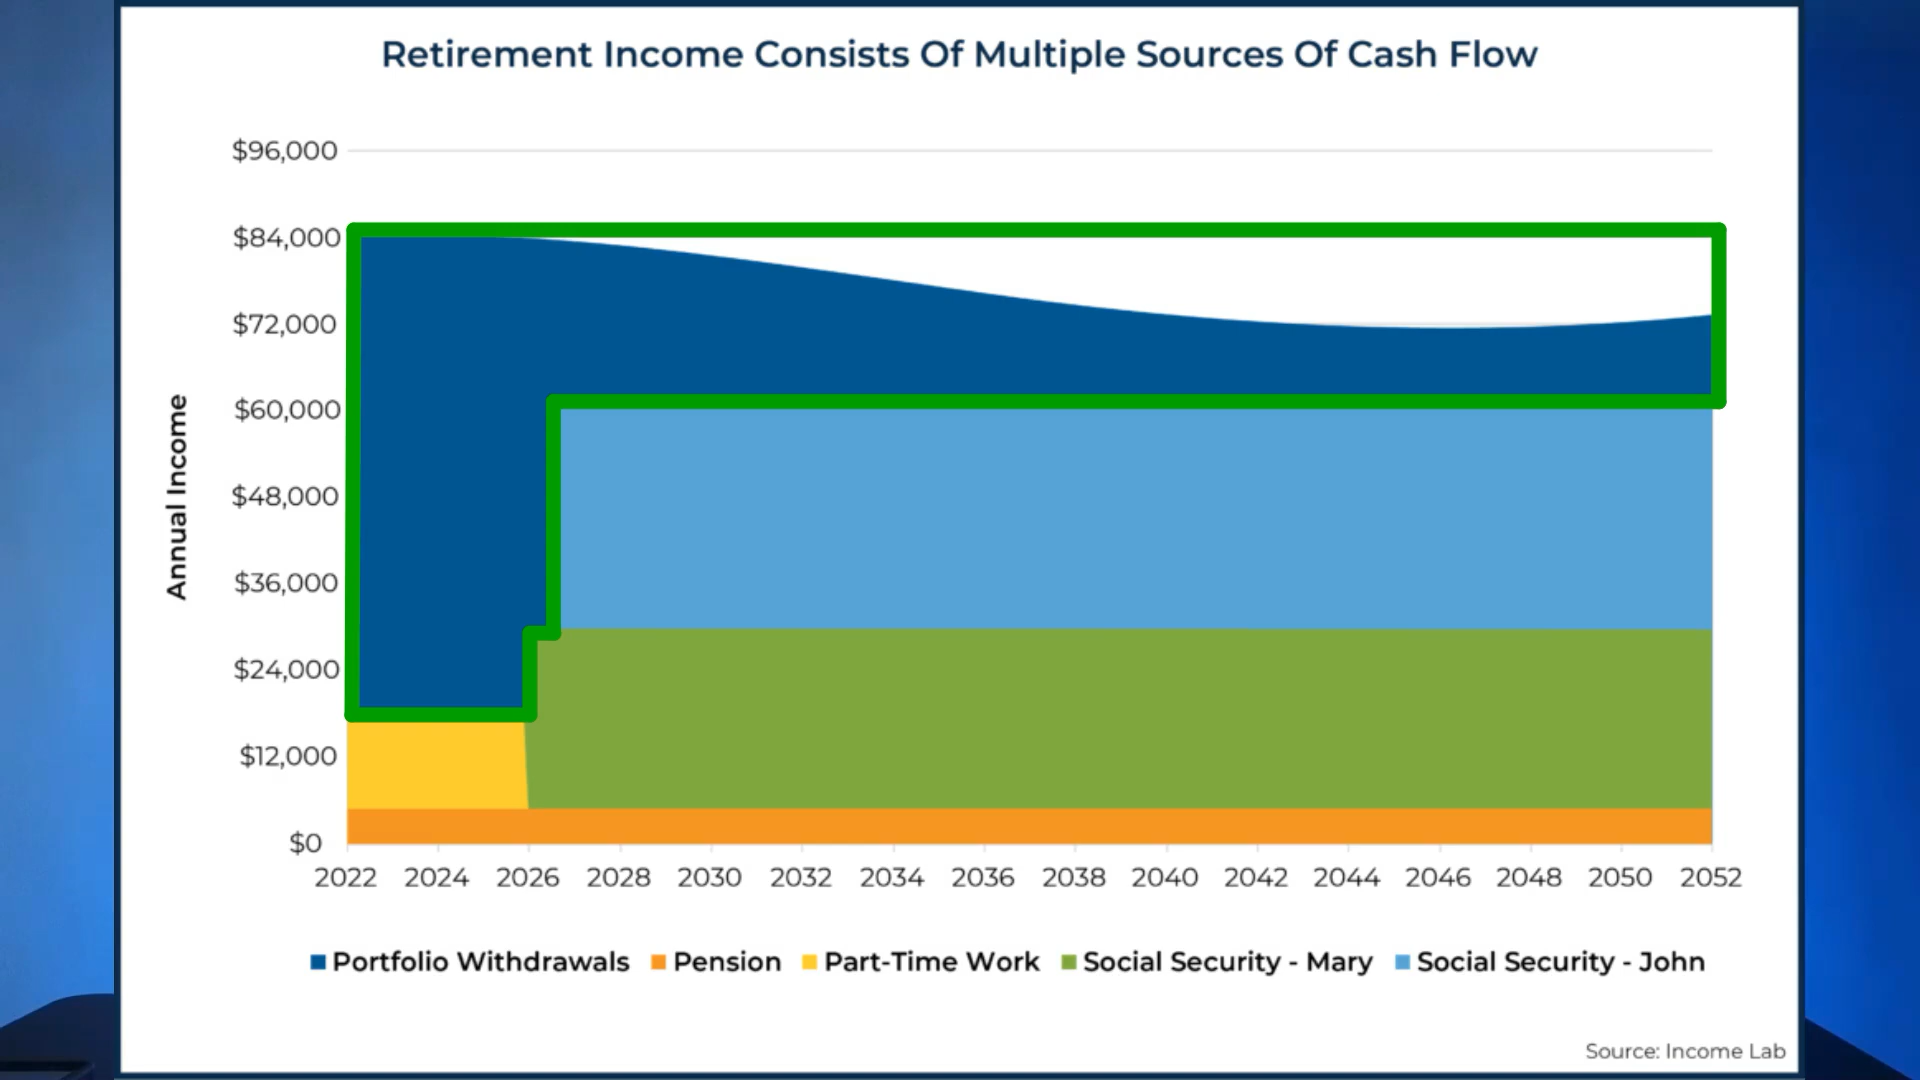 Retirement Income Consists Of Multiple Sources Of Cash Flow
$96,000
$84,000
$72,000
$60,000
$48,000
$36,000
$24,000
$12,000
$0
Annual Income
2022 2024 2026 2028 2030 2032 2034 2036 2038 2040 2042 2044 2046 2048 2050 2052
Portfolio Withdrawals Pension Part-Time Work Social Security - Mary Social Security - John
Source: Income Lab